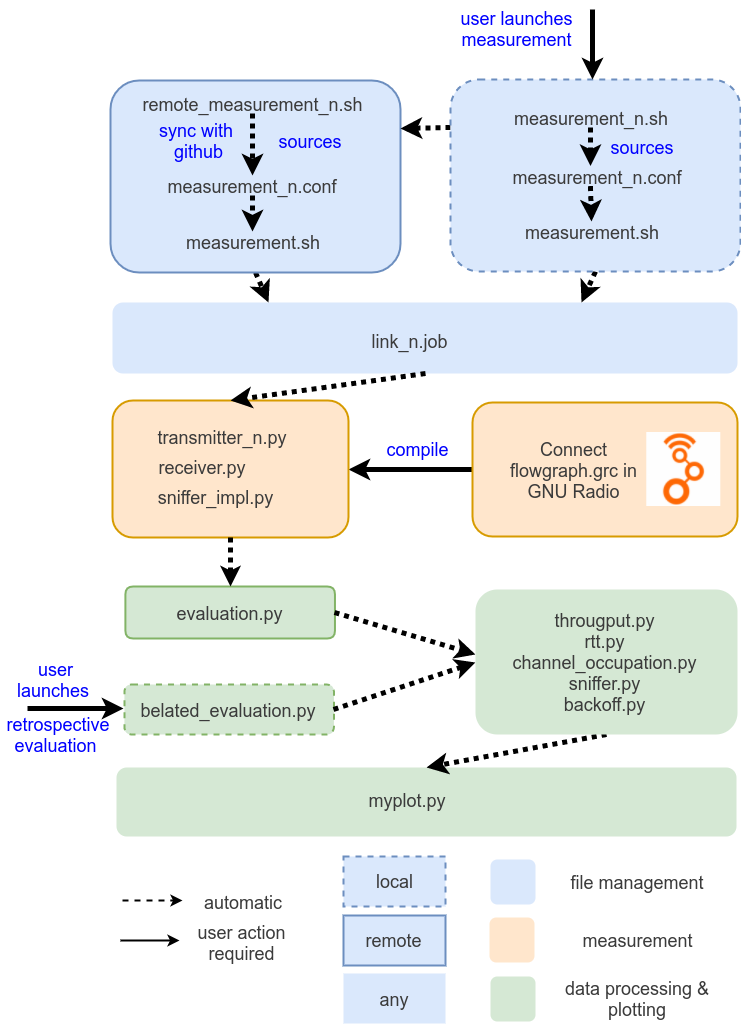 user launches
measurement
remote_measurement_n.sh
sync with
github
sources
measurement_n.conf
measurement.sh
measurement_n.sh
sources
measurement_n.conf
measurement.sh
link_n.job
transmitter_n.py
receiver.py
sniffer_impl.py
compile
Connect
flowgraph.grc in
GNU Radio
evaluation.py
througput.py
rtt.py
channel_occupation.py
sniffer.py
backoff.py
user
launches
retrospective
evaluation
belated_evaluation.py
myplot.py
automatic
user action
required
local
remote
any
file management
measurement
data processing &
plotting